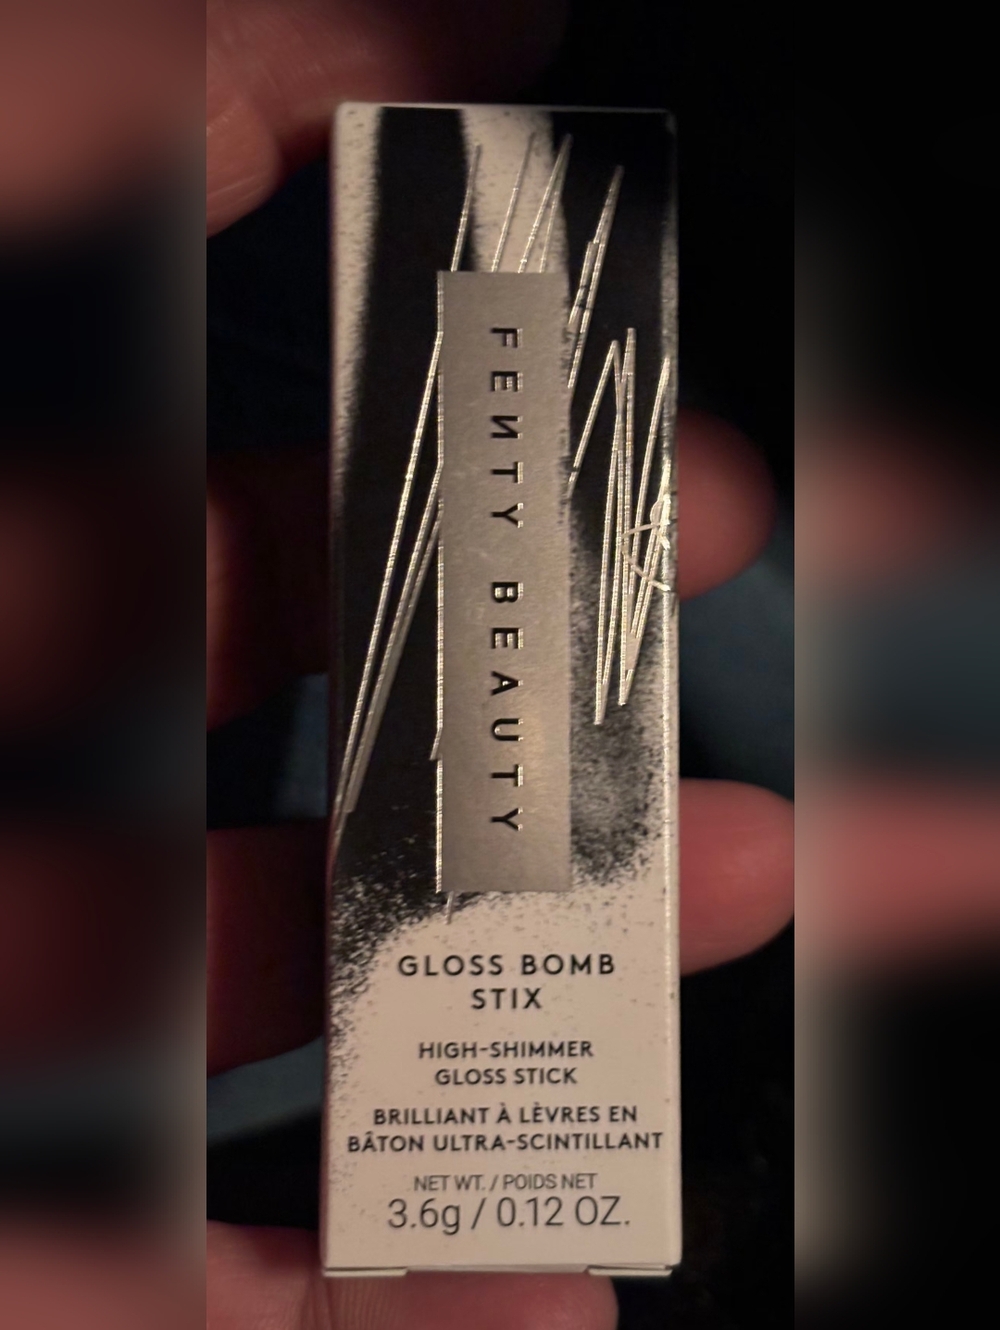 FENTY BEAUTY
GLOSS BOMB
STIX
HIGH-SHIMMER
GLOSS STICK
BRILLIANT À LÈVRES EN
BÂTON ULTRA-SCINTILLANT
NET WT. / POIDS NET
3.6g / 0.12 OZ.